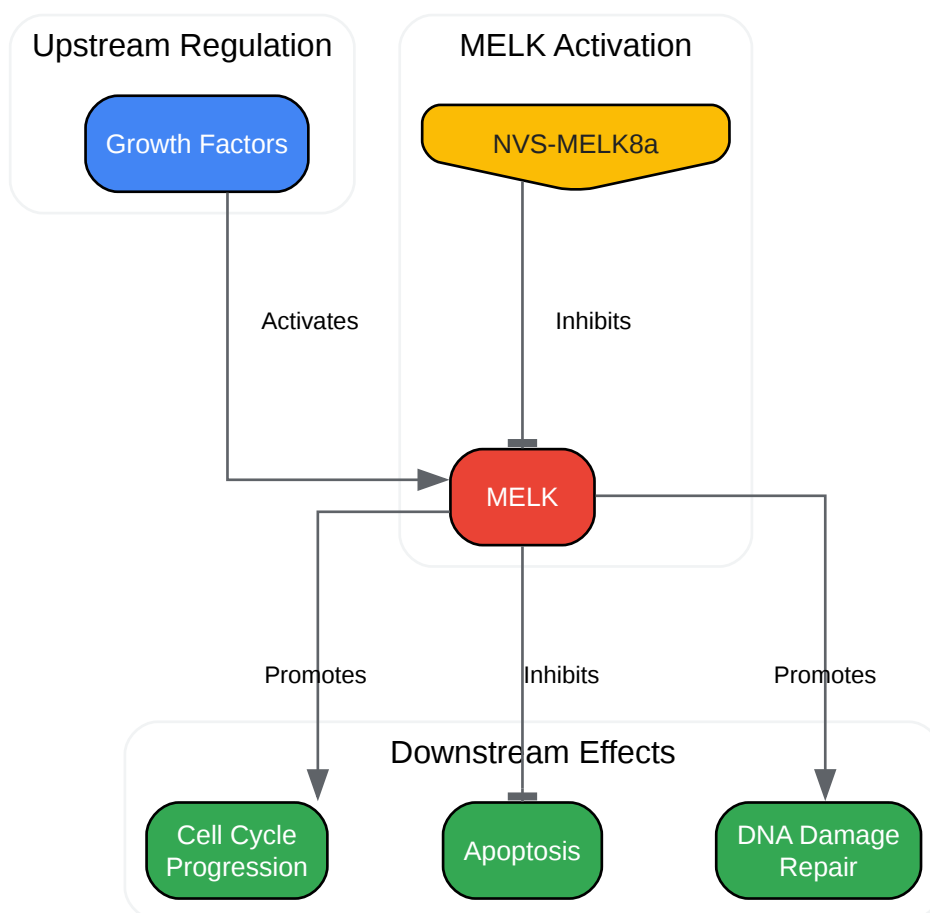 Upstream Regulation
MELK Activation
Growth Factors
NVS-MELK8a
Activates
Inhibits
MELK
Promotes
Inhibits
Promotes
Downstream Effects
Cell Cycle
Progression
Apoptosis
DNA Damage
Repair